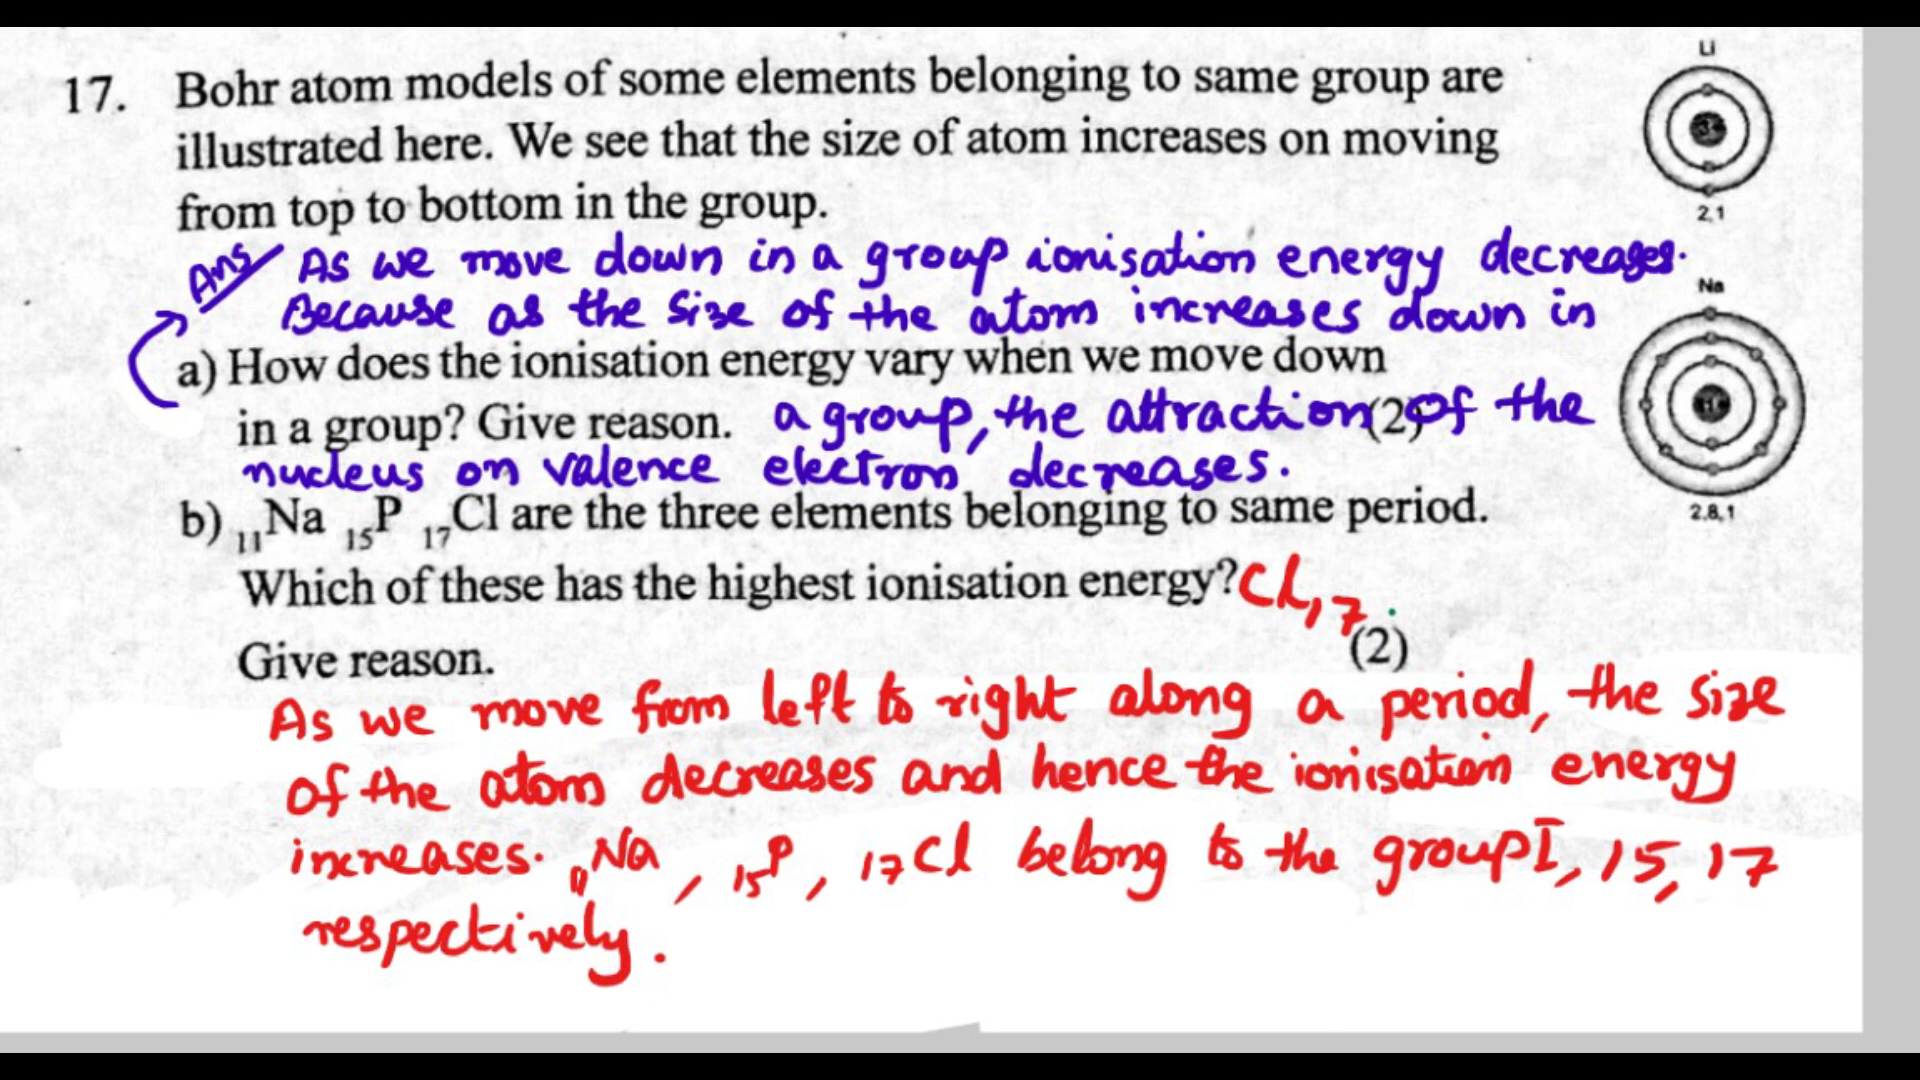 Li
17. Bohr atom models of some elements belonging to same group are
illustrated here. We see that the size of atom increases on moving
from top to bottom in the group.
2,1
Ans As we move down in a group ionisation energy decreases.
Na
Because as the size of the atom increases down in
a) How does the ionisation energy vary when we move down
in a group? Give reason. (2)
a group, the attraction of the
nucleus on valence electron decreases.
2,8,1
b) 11Na 15P 17Cl are the three elements belonging to same period.
Which of these has the highest ionisation energy? Cl, 7.
Give reason. (2)
As we move from left to right along a period, the size
of the atom decreases and hence the ionisation energy
increases. 11Na, 15P, 17Cl belong to the group I, 15, 17
respectively.